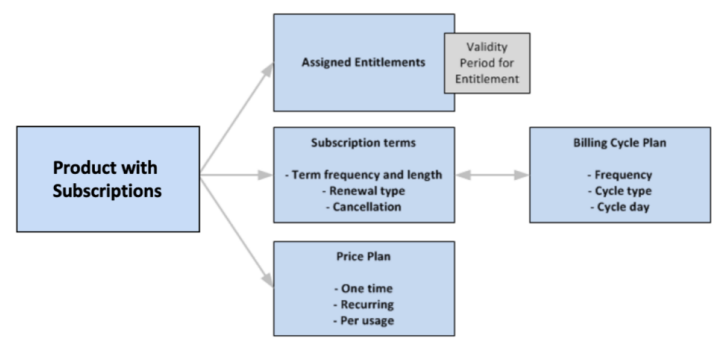 Product with
Subscriptions
Assigned Entitlements
Validity
Period for
Entitlement
Subscription terms
- Term frequency and length
- Renewal type
- Cancellation
Billing Cycle Plan
- Frequency
- Cycle type
- Cycle day
Price Plan
- One time
- Recurring
- Per usage